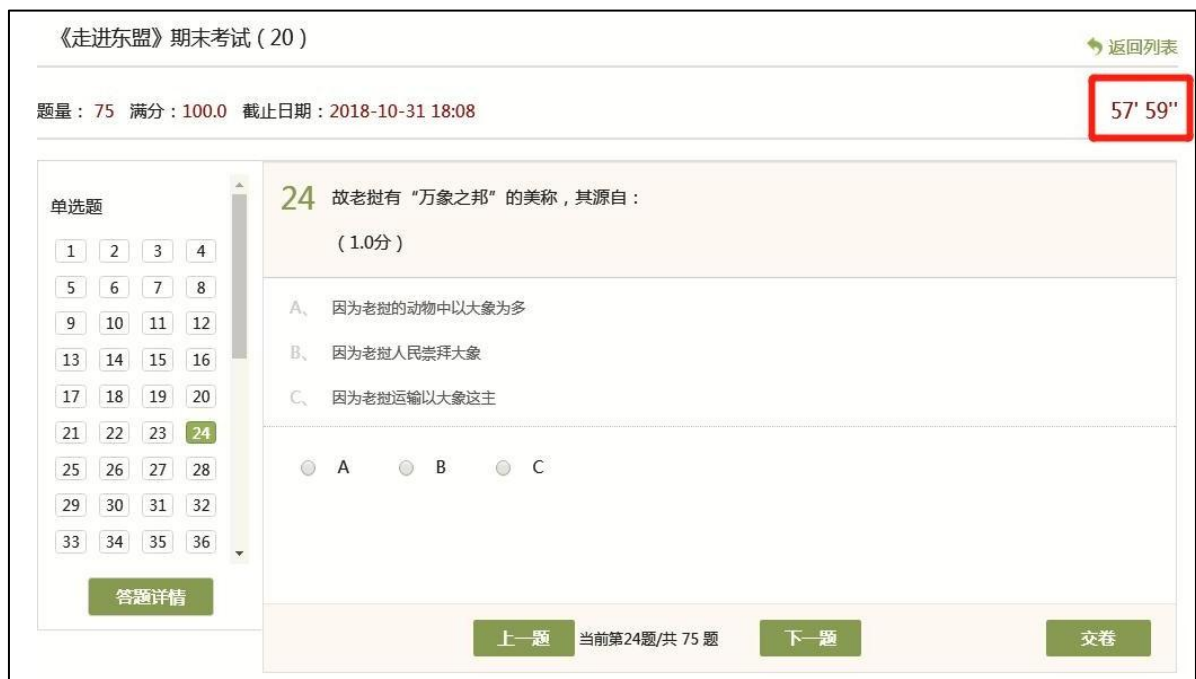 《走进东盟》期末考试(20)
返回列表
题量： 75 满分：100.0 截止日期：2018-10-31 18:08
57' 59''
单选题
1 2 3 4
5 6 7 8
9 10 11 12
13 14 15 16
17 18 19 20
21 22 23 24
25 26 27 28
29 30 31 32
33 34 35 36
答题详情
24 故老挝有“万象之邦”的美称，其源自：
（1.0分）
A、 因为老挝的动物中以大象为多
B、 因为老挝人民崇拜大象
C、 因为老挝运输以大象这主
A B C
上一题 当前第24题/共 75 题 下一题 交卷